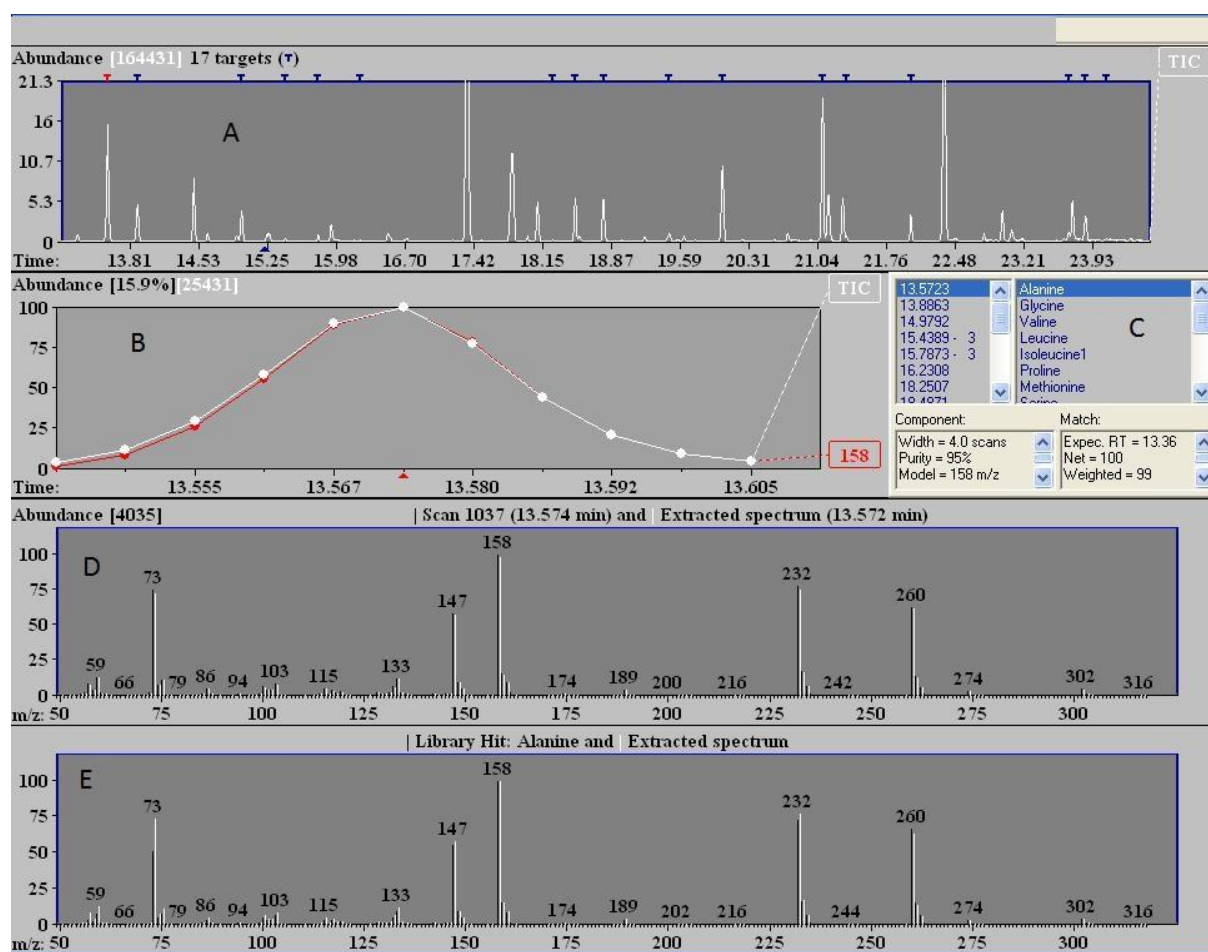 Abundance [164431] 17 targets (T)
TIC
21.3
16
A
10.7
5.3
0
Time: 13.81 14.53 15.25 15.98 16.70 17.42 18.15 18.87 19.59 20.31 21.04 21.76 22.48 23.21 23.93
Abundance [15.9%][25431]
TIC
100
B
75
50
25
0
158
Time: 13.555 13.567 13.580 13.592 13.605
13.5723 Alanine
13.8863 Glycine
14.9792 Valine
15.4389 - 3 Leucine
15.7873 - 3 Isoleucine1
16.2308 Proline
18.2507 Methionine
18.4871 Serine
C
Component: Match:
Width = 4.0 scans Expec. RT = 13.36
Purity = 95% Net = 100
Model = 158 m/z Weighted = 99
Abundance [4035] | Scan 1037 (13.574 min) and | Extracted spectrum (13.572 min)
D
100
75
50
25
0
59 66 73 79 86 94 103 115 133 147 158 174 189 200 216 232 242 260 274 302 316
m/z: 50 75 100 125 150 175 200 225 250 275 300
| Library Hit: Alanine and | Extracted spectrum
E
100
75
50
25
0
59 66 73 79 86 94 103 115 133 147 158 174 189 202 216 232 244 260 274 302 316
m/z: 50 75 100 125 150 175 200 225 250 275 300